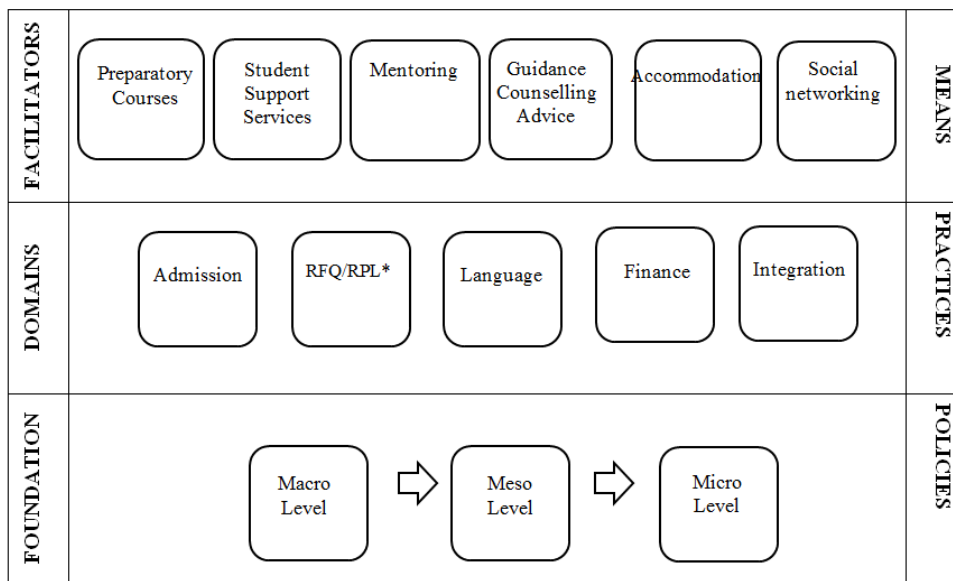 FACILITATORS
Preparatory
Courses
Student
Support
Services
Mentoring
Guidance
Counselling
Advice
Accommodation
Social
networking
MEANS
DOMAINS
Admission
RFQ/RPL*
Language
Finance
Integration
PRACTICES
FOUNDATION
Macro
Level
Meso
Level
Micro
Level
POLICIES